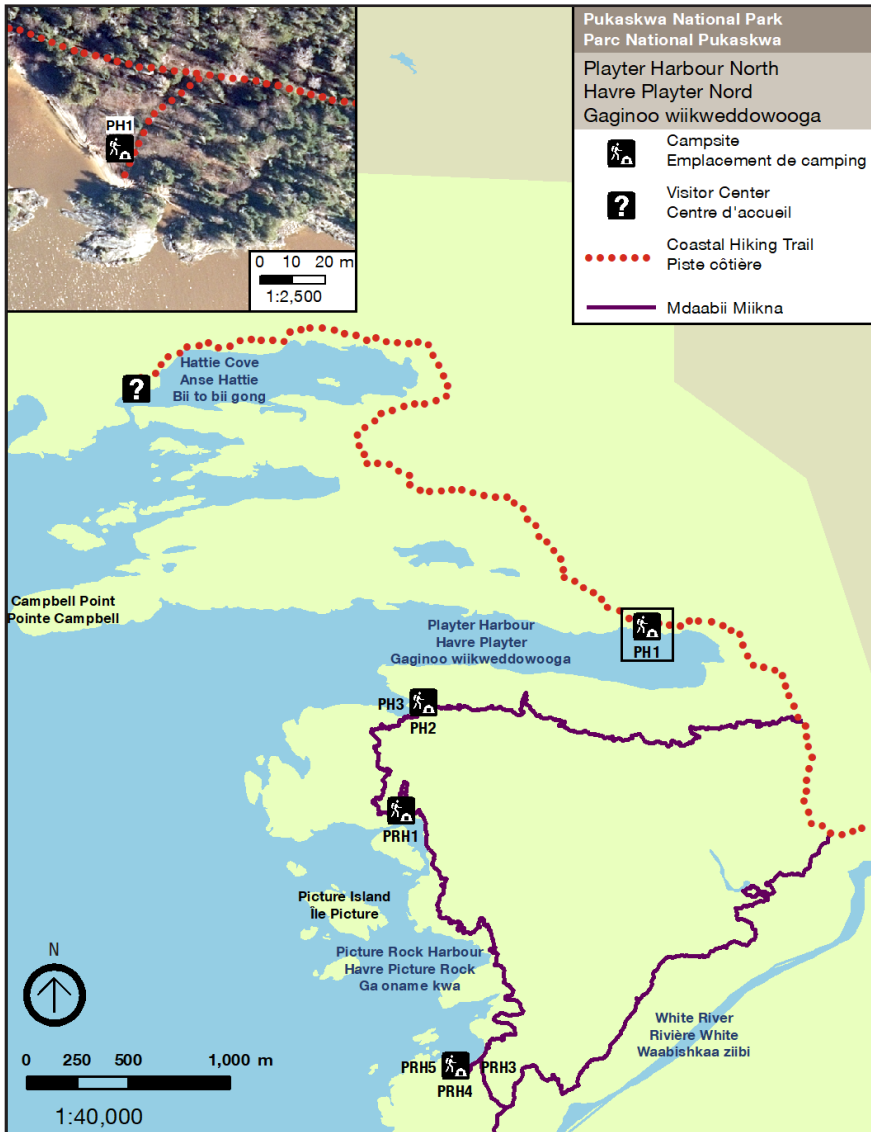 Pukaskwa National Park
Parc National Pukaskwa
Playter Harbour North
Havre Playter Nord
Gaginoo wiikweddowooga
Campsite
Emplacement de camping
?
Visitor Center
Centre d'accueil
Coastal Hiking Trail
Piste côtière
Mdaabii Miikna
PH1
0 10 20 m
1:2,500
Hattie Cove
Anse Hattie
Bii to bii gong
?
Campbell Point
Pointe Campbell
Playter Harbour
Havre Playter
Gaginoo wiikweddowooga
PH1
PH3
PH2
PRH1
Picture Island
Île Picture
Picture Rock Harbour
Havre Picture Rock
Ga oname kwa
White River
Rivière White
Waabishkaa ziibi
PRH5 PRH3
PRH4
N
0 250 500 1,000 m
1:40,000